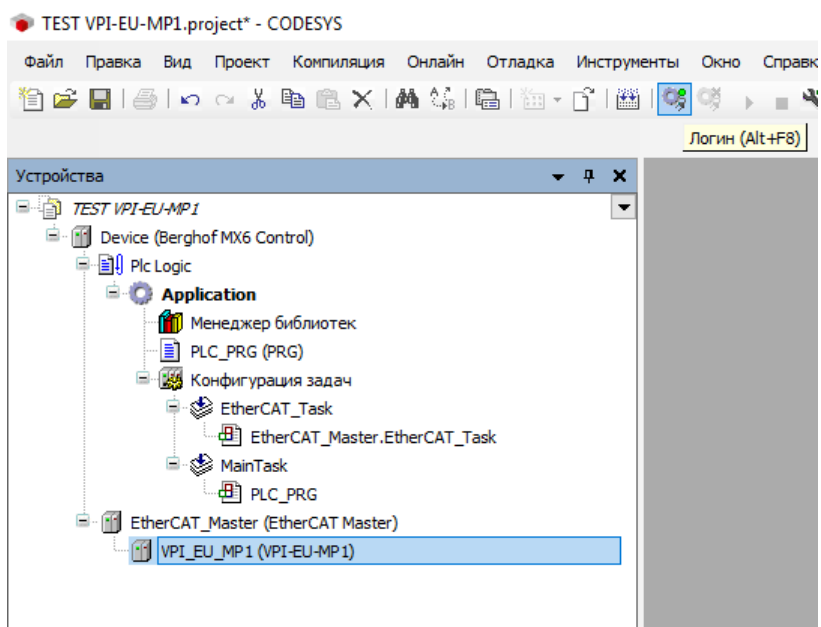 TEST VPI-EU-MP1.project* - CODESYS
Файл Правка Вид Проект Компиляция Онлайн Отладка Инструменты Окно Справк
Логин (Alt+F8)
Устройства
TEST VPI-EU-MP1
Device (Berghof MX6 Control)
Plc Logic
Application
Менеджер библиотек
PLC_PRG (PRG)
Конфигурация задач
EtherCAT_Task
EtherCAT_Master.EtherCAT_Task
MainTask
PLC_PRG
EtherCAT_Master (EtherCAT Master)
VPI_EU_MP1 (VPI-EU-MP1)